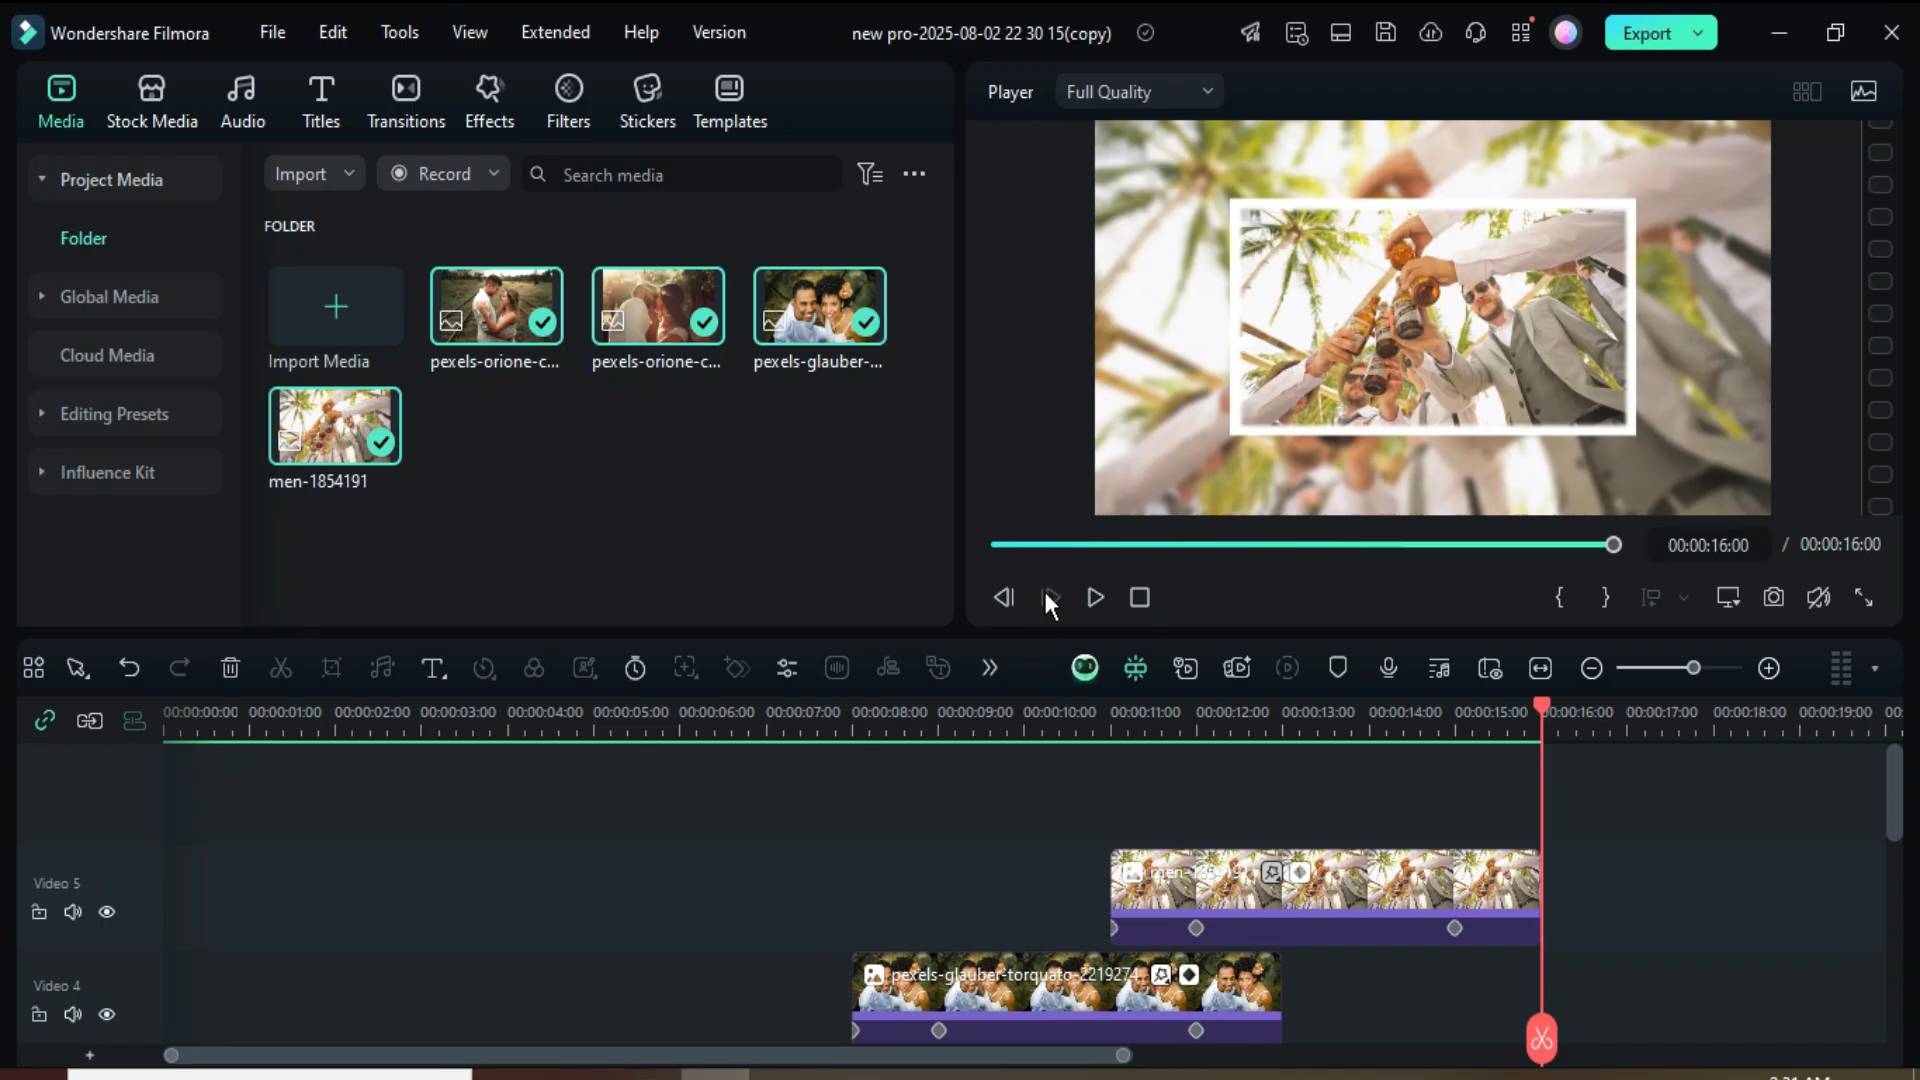 Wondershare Filmora File Edit Tools View Extended Help Version new pro-2025-08-02 22 30 15(copy) Export
Media Stock Media Audio Titles Transitions Effects Filters Stickers Templates
Player Full Quality
Project Media
Folder
Global Media
Cloud Media
Editing Presets
Influence Kit
Import Record Search media
FOLDER
Import Media pexels-orione-c... pexels-orione-c... pexels-glauber-...
men-1854191
00:00:16:00 / 00:00:16:00
00:00:00:00 00:00:01:00 00:00:02:00 00:00:03:00 00:00:04:00 00:00:05:00 00:00:06:00 00:00:07:00 00:00:08:00 00:00:09:00 00:00:10:00 00:00:11:00 00:00:12:00 00:00:13:00 00:00:14:00 00:00:15:00 00:00:16:00 00:00:17:00 00:00:18:00 00:00:19:00 00:
Video 5
Video 4
pexels-glauber-torquato-2219274